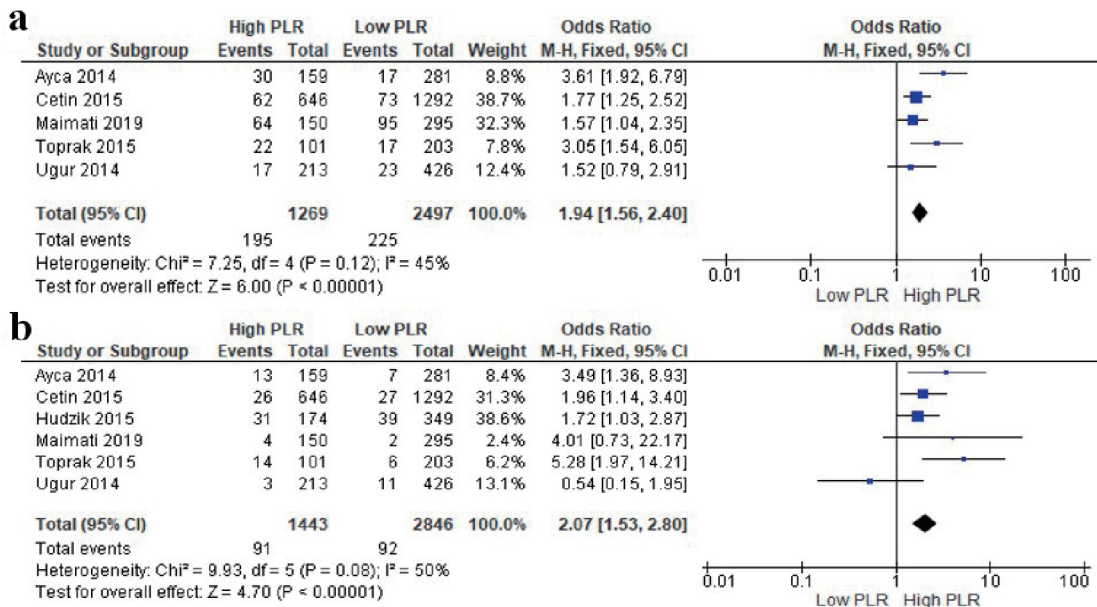 a
High PLR Low PLR Odds Ratio Odds Ratio
Study or Subgroup Events Total Events Total Weight M-H, Fixed, 95% CI M-H, Fixed, 95% CI
Ayca 2014 30 159 17 281 8.8% 3.61 [1.92, 6.79]
Cetin 2015 62 646 73 1292 38.7% 1.77 [1.25, 2.52]
Maimati 2019 64 150 95 295 32.3% 1.57 [1.04, 2.35]
Toprak 2015 22 101 17 203 7.8% 3.05 [1.54, 6.05]
Ugur 2014 17 213 23 426 12.4% 1.52 [0.79, 2.91]
Total (95% CI) 1269 2497 100.0% 1.94 [1.56, 2.40]
Total events 195 225
Heterogeneity: Chi² = 7.25, df = 4 (P = 0.12); I² = 45%
Test for overall effect: Z = 6.00 (P < 0.00001)
0.01 0.1 1 10 100
Low PLR High PLR
b
High PLR Low PLR Odds Ratio Odds Ratio
Study or Subgroup Events Total Events Total Weight M-H, Fixed, 95% CI M-H, Fixed, 95% CI
Ayca 2014 13 159 7 281 8.4% 3.49 [1.36, 8.93]
Cetin 2015 26 646 27 1292 31.3% 1.96 [1.14, 3.40]
Hudzik 2015 31 174 39 349 38.6% 1.72 [1.03, 2.87]
Maimati 2019 4 150 2 295 2.4% 4.01 [0.73, 22.17]
Toprak 2015 14 101 6 203 6.2% 5.28 [1.97, 14.21]
Ugur 2014 3 213 11 426 13.1% 0.54 [0.15, 1.95]
Total (95% CI) 1443 2846 100.0% 2.07 [1.53, 2.80]
Total events 91 92
Heterogeneity: Chi² = 9.93, df = 5 (P = 0.08); I² = 50%
Test for overall effect: Z = 4.70 (P < 0.00001)
0.01 0.1 1 10 100
Low PLR High PLR